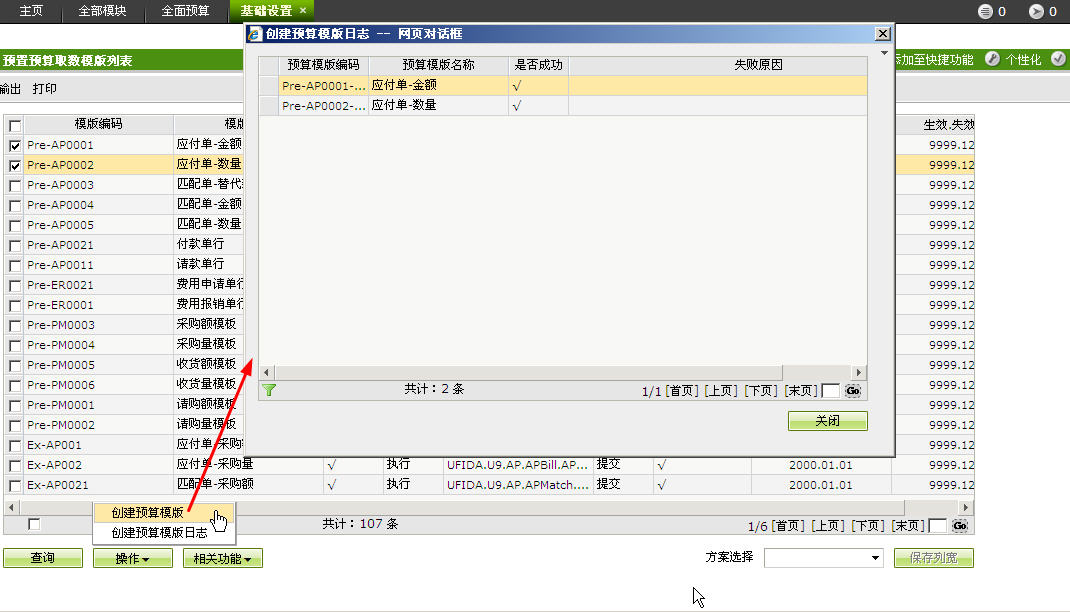 主页 全部模块 全面预算 基础设置 × 0 0
创建预算模版日志 -- 网页对话框
预置预算取数模版列表 添加至快捷功能 个性化
输出 打印
预算模版编码 预算模版名称 是否成功 失败原因
Pre-AP0001-... 应付单-金额 √
Pre-AP0002-... 应付单-数量 √
共计：2 条 1/1 [首页] [上页] [下页] [末页] Go
关闭
模版编码 模版 生效.失效
Pre-AP0001 应付单-金额 9999.12
Pre-AP0002 应付单-数量 9999.12
Pre-AP0003 匹配单-替代 9999.12
Pre-AP0004 匹配单-金额 9999.12
Pre-AP0005 匹配单-数量 9999.12
Pre-AP0021 付款单行 9999.12
Pre-AP0011 请款单行 9999.12
Pre-ER0021 费用申请单行 9999.12
Pre-ER0001 费用报销单行 9999.12
Pre-PM0003 采购额模板 9999.12
Pre-PM0004 采购量模板 9999.12
Pre-PM0005 收货额模板 9999.12
Pre-PM0006 收货量模板 9999.12
Pre-PM0001 请购额模板 9999.12
Pre-PM0002 请购量模板 9999.12
Ex-AP001 应付单-采购 9999.12
Ex-AP002 应付单-采购量 √ 执行 UFIDA.U9.AP.APBill.AP... 提交 √ 2000.01.01 9999.12
Ex-AP0021 匹配单-采购额 √ 执行 UFIDA.U9.AP.APMatch.... 提交 √ 2000.01.01 9999.12
创建预算模版
创建预算模版日志
共计：107 条 1/6 [首页] [上页] [下页] [末页] Go
查询 操作 相关功能 方案选择 保存列宽